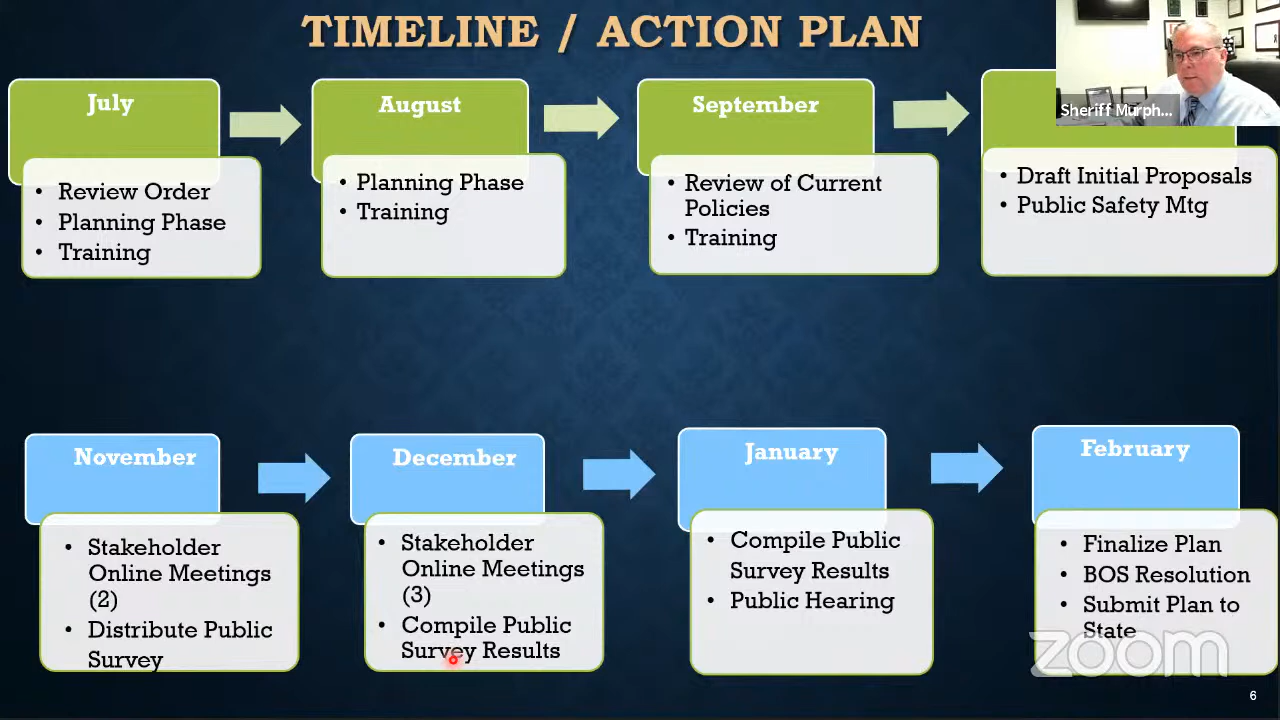 TIMELINE / ACTION PLAN
Sheriff Murph...
July
• Review Order
• Planning Phase
• Training
August
• Planning Phase
• Training
September
• Review of Current
Policies
• Training
• Draft Initial Proposals
• Public Safety Mtg
November
• Stakeholder
Online Meetings
(2)
• Distribute Public
Survey
December
• Stakeholder
Online Meetings
(3)
• Compile Public
Survey Results
January
• Compile Public
Survey Results
• Public Hearing
February
• Finalize Plan
• BOS Resolution
• Submit Plan to
State
zoom
6